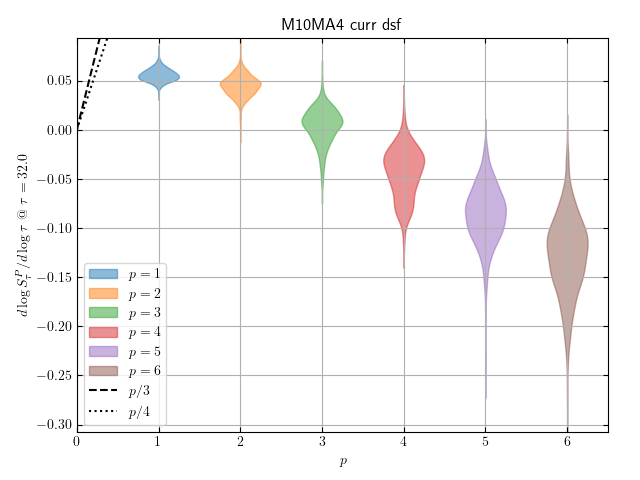 M10MA4 curr dsf
d log S_τ^P / d log τ @ τ = 32.0
0.05
0.00
−0.05
−0.10
−0.15
−0.20
−0.25
−0.30
p = 1
p = 2
p = 3
p = 4
p = 5
p = 6
p/3
p/4
0 1 2 3 4 5 6
p